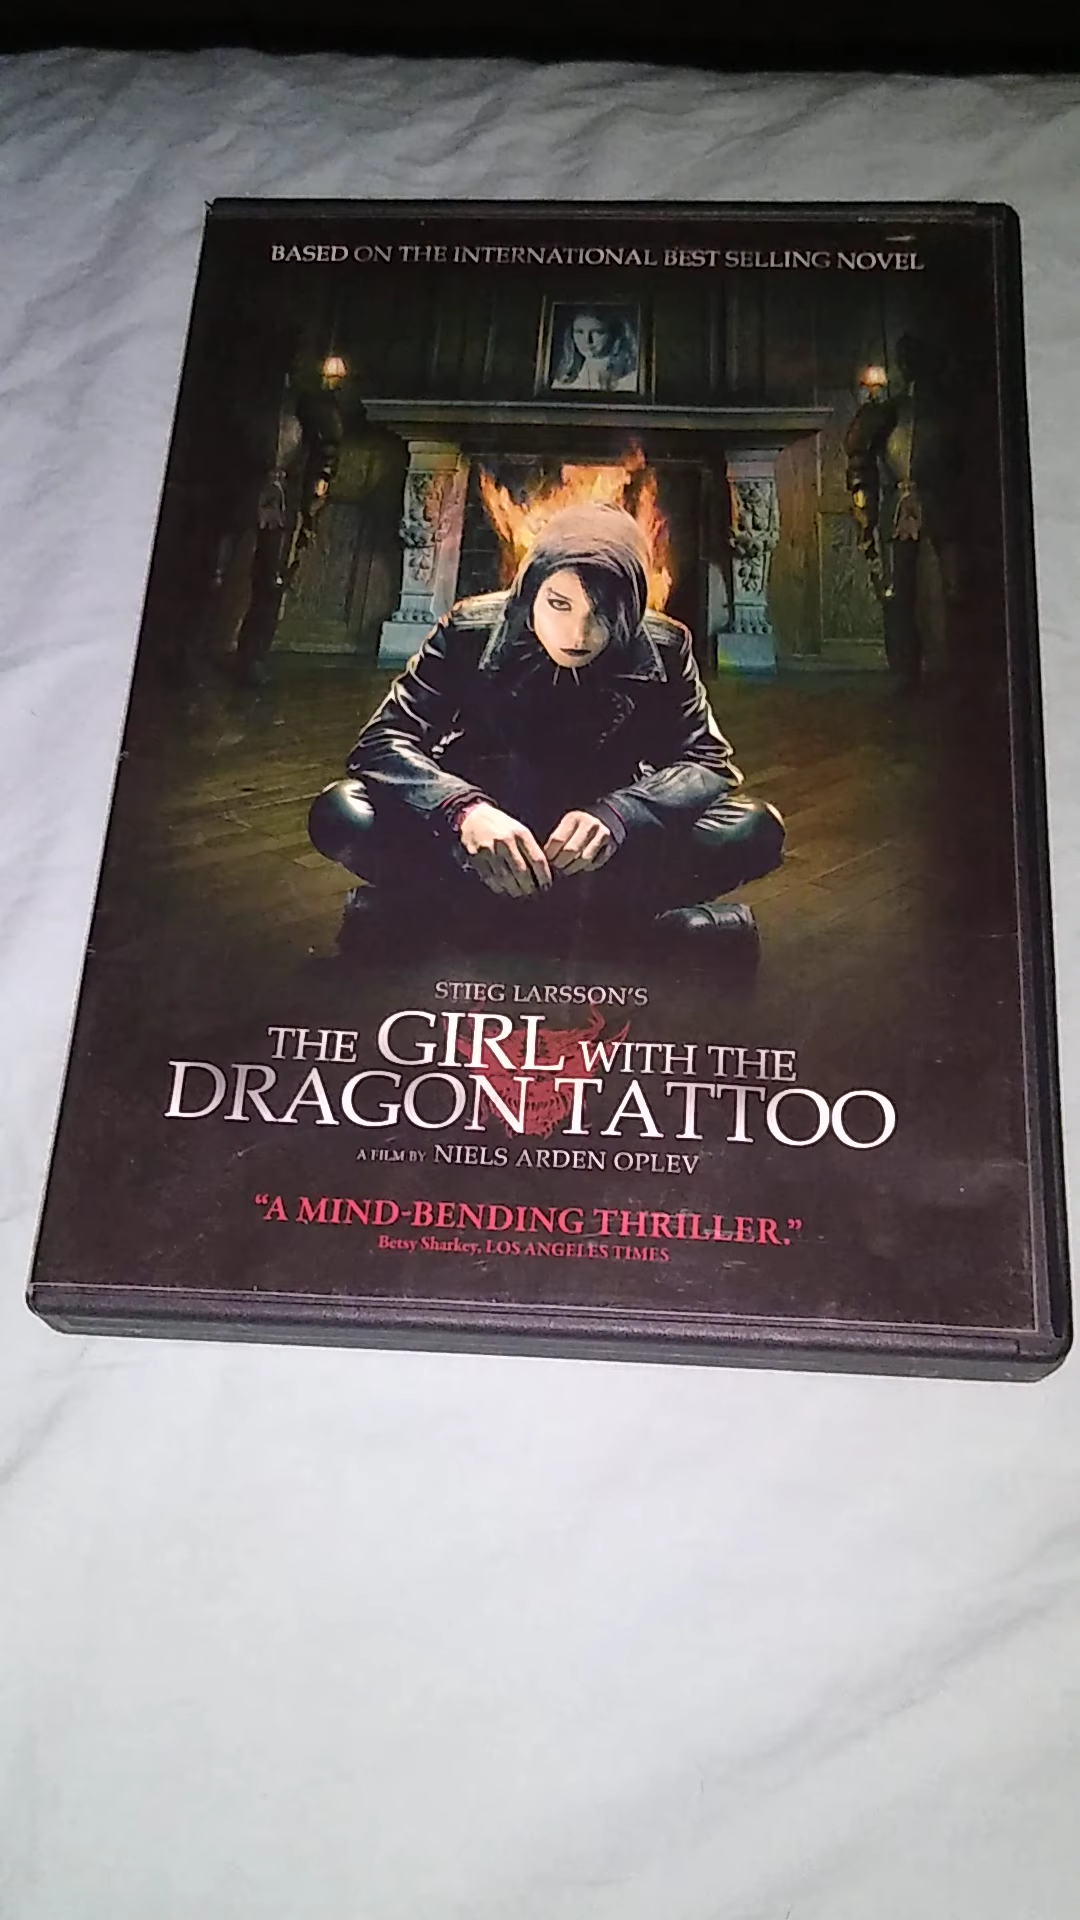 BASED ON THE INTERNATIONAL BEST SELLING NOVEL
STIEG LARSSON'S
THE GIRL WITH THE
DRAGON TATTOO
A FILM BY NIELS ARDEN OPLEV
“A MIND-BENDING THRILLER.”
Betsy Sharkey, LOS ANGELES TIMES